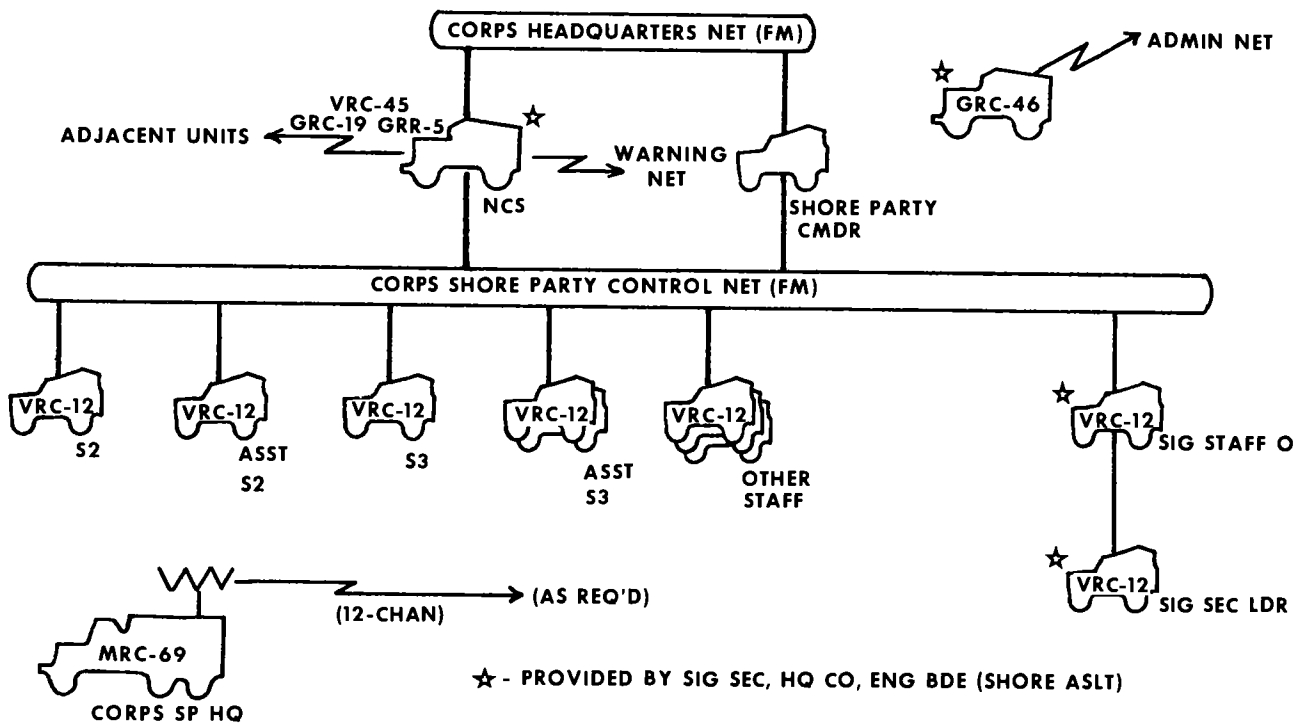 CORPS HEADQUARTERS NET (FM)
ADMIN NET
GRC-46
VRC-45
GRC-19 GRR-5
ADJACENT UNITS
WARNING
NET
NCS
SHORE PARTY
CMDR
CORPS SHORE PARTY CONTROL NET (FM)
VRC-12
S2
VRC-12
ASST
S2
VRC-12
S3
VRC-12
ASST
S3
VRC-12
OTHER
STAFF
VRC-12
SIG STAFF O
VRC-12
SIG SEC LDR
(12-CHAN)
(AS REQ'D)
MRC-69
CORPS SP HQ
☆ - PROVIDED BY SIG SEC, HQ CO, ENG BDE (SHORE ASLT)